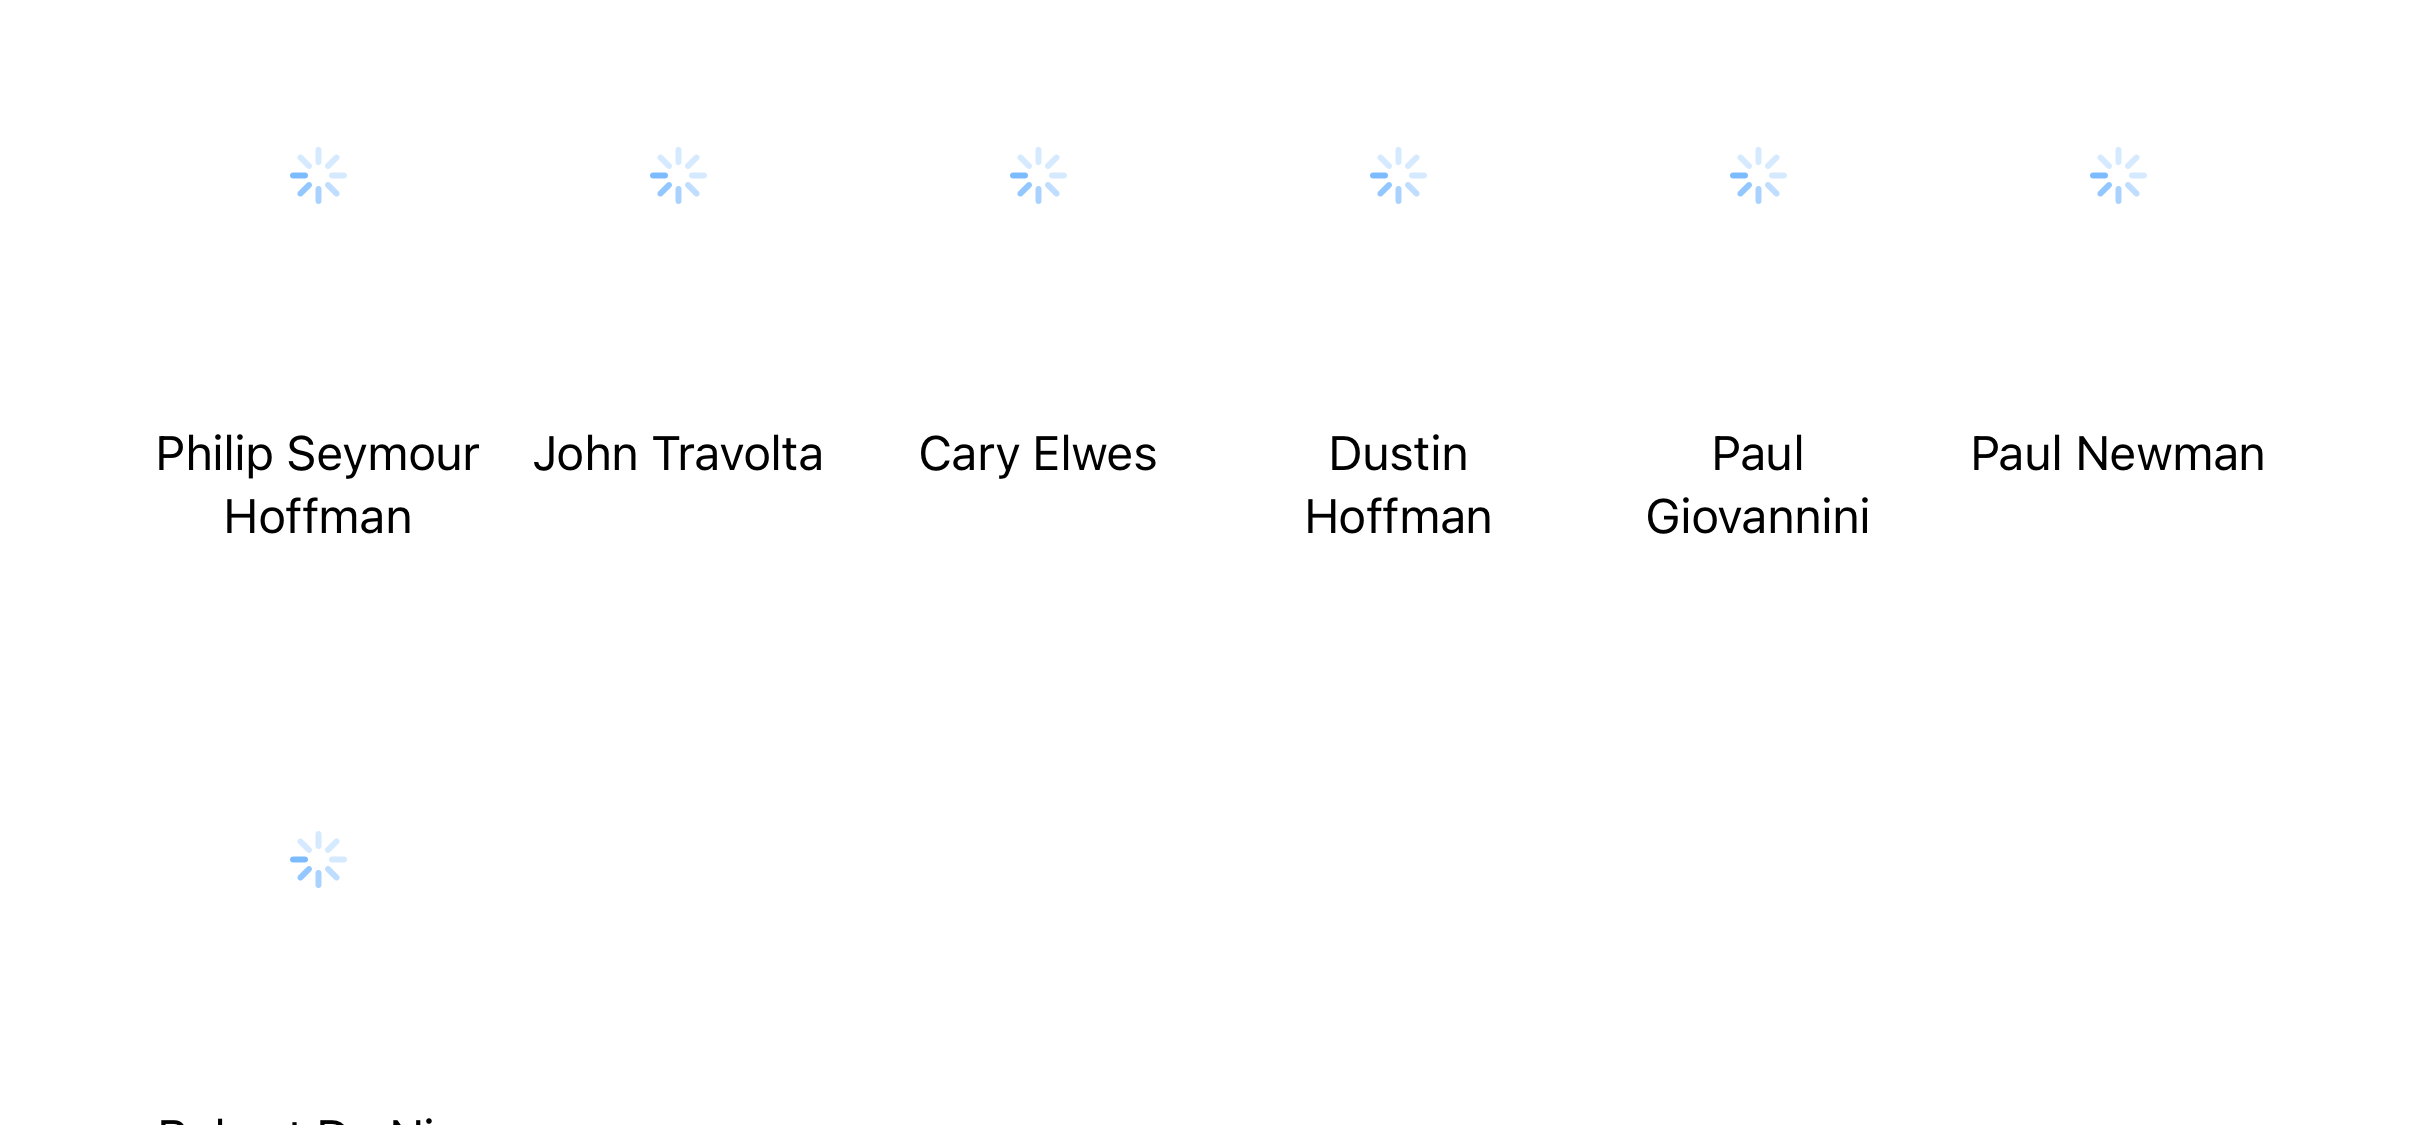 Philip Seymour
Hoffman
John Travolta
Cary Elwes
Dustin
Hoffman
Paul
Giovannini
Paul Newman